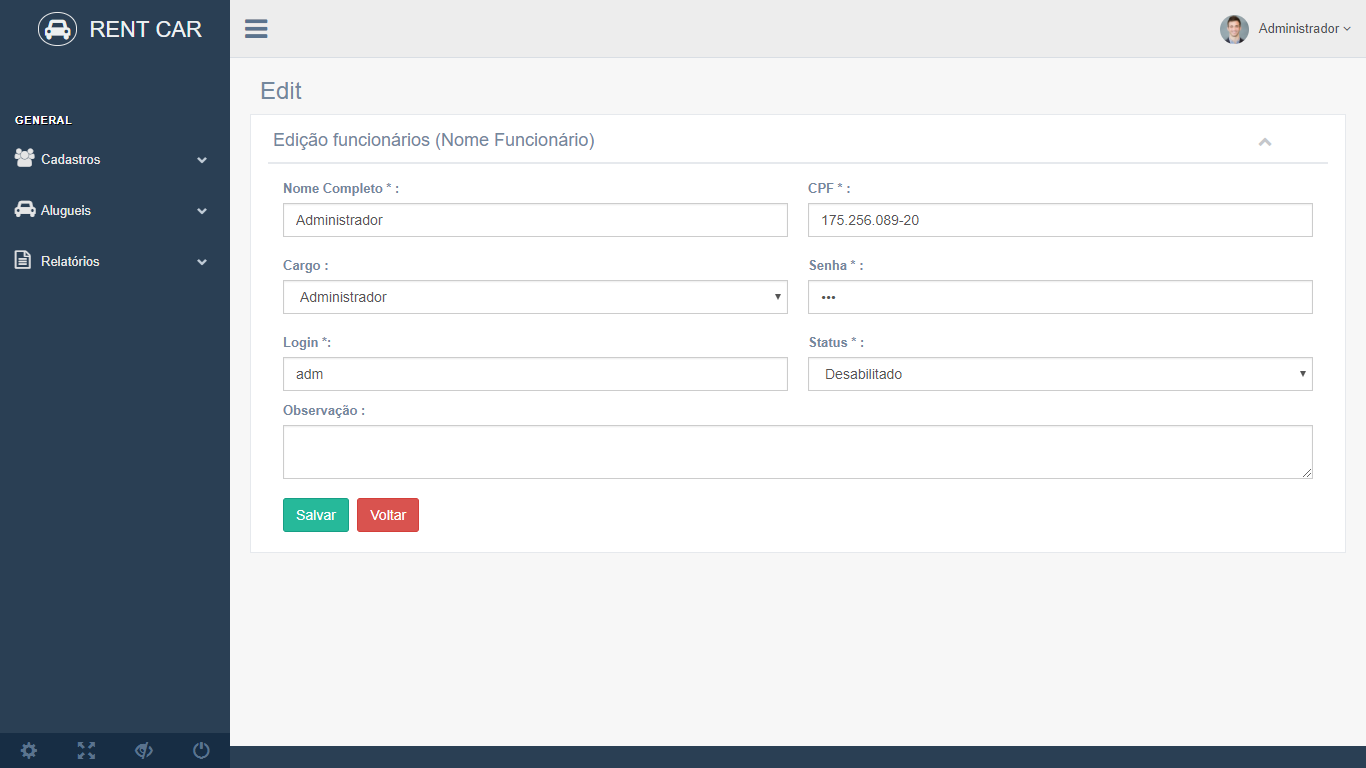 RENT CAR
Administrador
Edit
GENERAL
Cadastros
Alugueis
Relatórios
Edição funcionários (Nome Funcionário)
Nome Completo * :
CPF * :
Administrador
175.256.089-20
Cargo :
Senha * :
Administrador
•••
Login *:
Status * :
adm
Desabilitado
Observação :
Salvar
Voltar